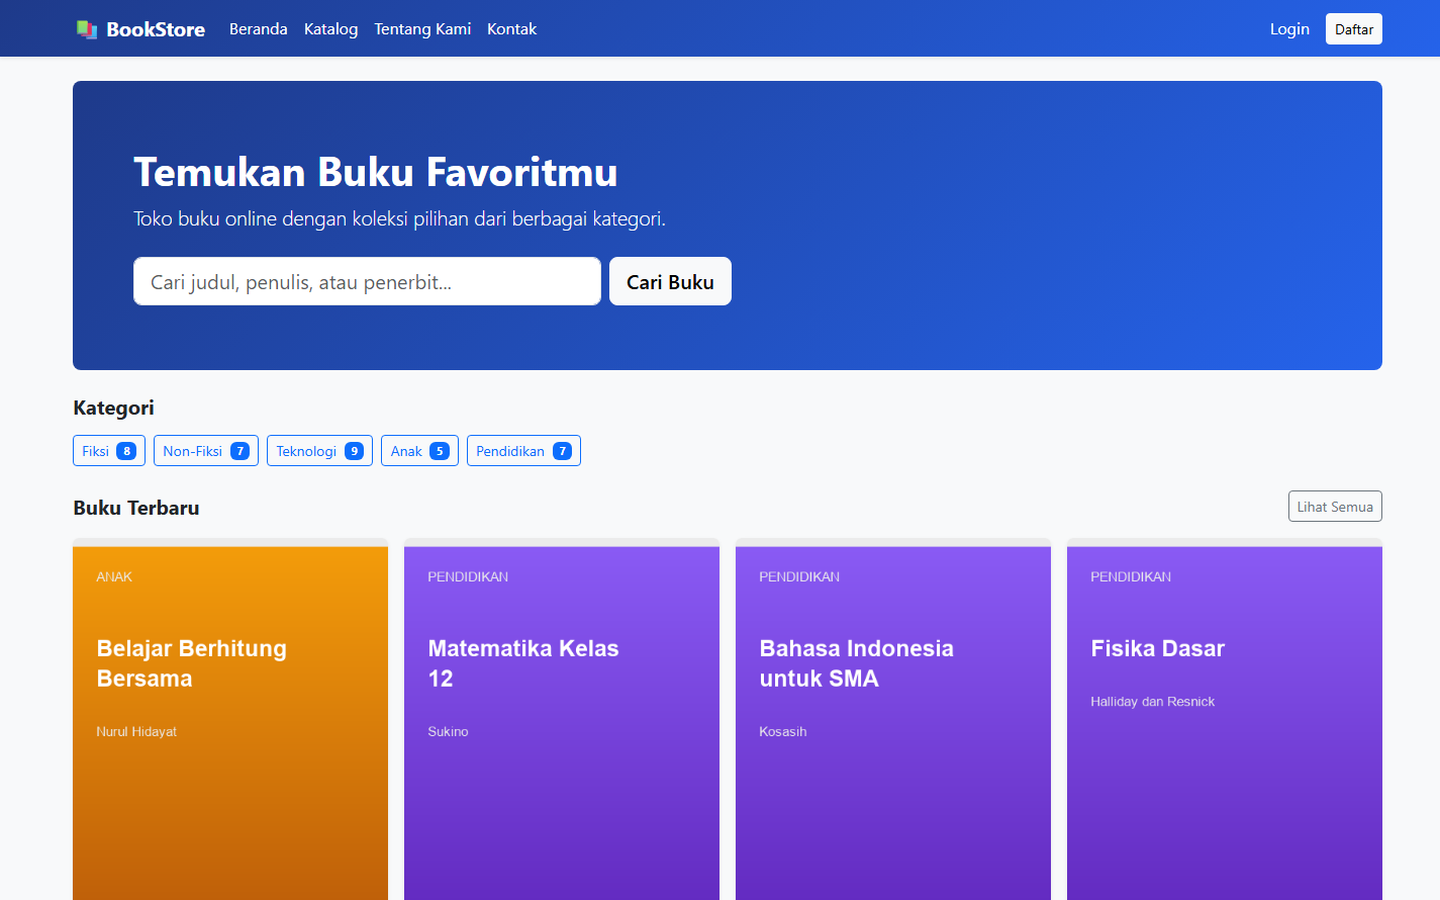 BookStore Beranda Katalog Tentang Kami Kontak Login Daftar
Temukan Buku Favoritmu
Toko buku online dengan koleksi pilihan dari berbagai kategori.
Cari judul, penulis, atau penerbit... Cari Buku
Kategori
Fiksi 8 Non-Fiksi 7 Teknologi 9 Anak 5 Pendidikan 7
Buku Terbaru Lihat Semua
ANAK
Belajar Berhitung
Bersama
Nurul Hidayat
PENDIDIKAN
Matematika Kelas
12
Sukino
PENDIDIKAN
Bahasa Indonesia
untuk SMA
Kosasih
PENDIDIKAN
Fisika Dasar
Halliday dan Resnick